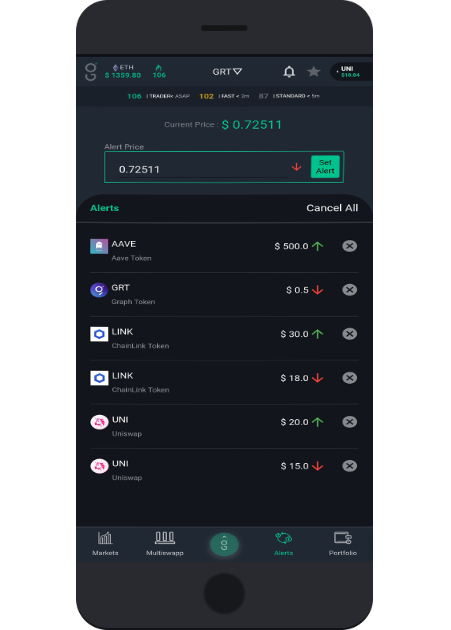 ETH
$ 1359.80
106
GRT
UNI
$18.64
106 | TRADER< ASAP 102 | FAST < 2m 87 | STANDARD < 5m
Current Price : $ 0.72511
Alert Price
0.72511
Set
Alert
Alerts Cancel All
AAVE $ 500.0
Aave Token
GRT $ 0.5
Graph Token
LINK $ 30.0
ChainLink Token
LINK $ 18.0
ChainLink Token
UNI $ 20.0
Uniswap
UNI $ 15.0
Uniswap
Markets Multiswapp Alerts Portfolio